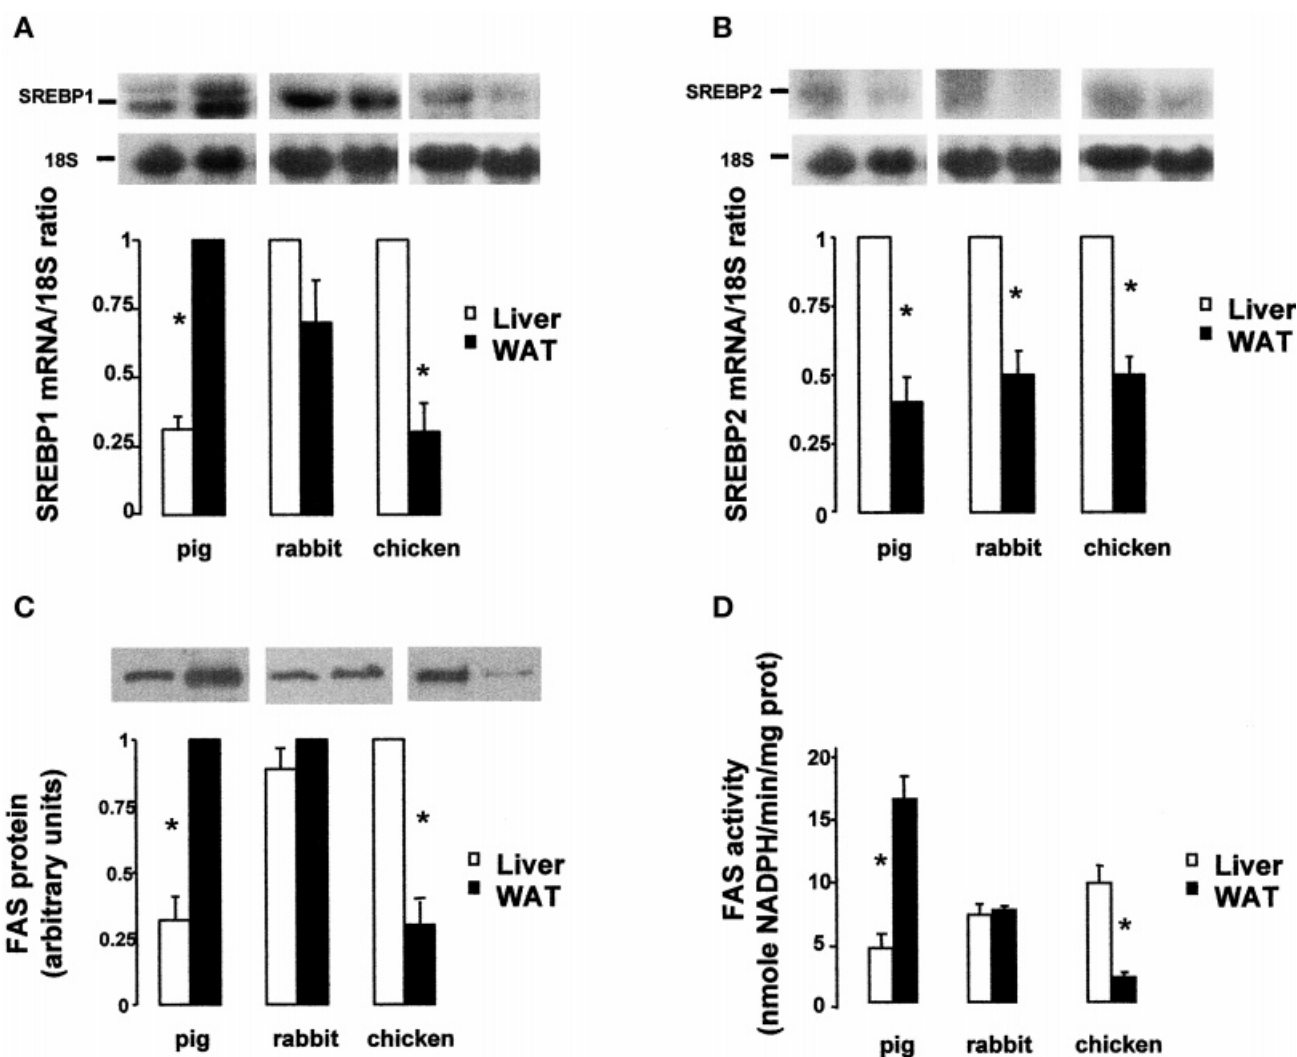 A
SREBP1
18S
SREBP1 mRNA/18S ratio
1
0.75
0.5
0.25
0
*
*
Liver
WAT
pig rabbit chicken
B
SREBP2
18S
SREBP2 mRNA/18S ratio
1
0.75
0.5
0.25
0
*
*
*
Liver
WAT
pig rabbit chicken
C
FAS protein
(arbitrary units)
1
0.75
0.5
0.25
0
*
*
Liver
WAT
pig rabbit chicken
D
FAS activity
(nmole NADPH/min/mg prot)
20
15
10
5
0
*
*
Liver
WAT
pig rabbit chicken